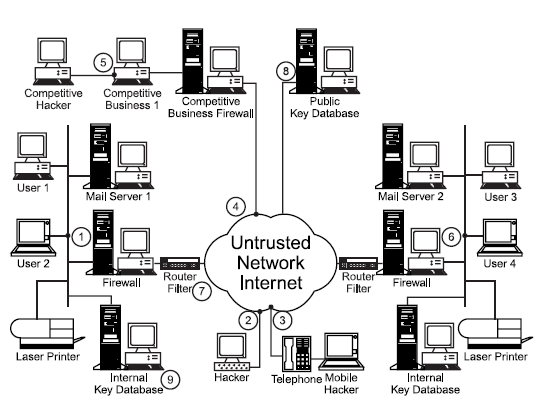 5
8
Competitive
Hacker
Competitive
Business 1
Competitive
Business Firewall
Public
Key Database
User 1
Mail Server 1
Mail Server 2
User 3
4
1
6
Untrusted
Network
Internet
User 2
Firewall
Router
Filter
7
Router
Filter
Firewall
User 4
2
3
Laser Printer
Internal
Key Database
9
Hacker
Telephone
Mobile
Hacker
Internal
Key Database
Laser Printer